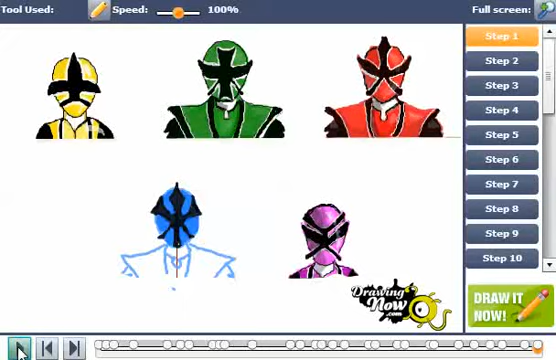 Tool Used: Speed: 100% Full screen:
Step 1
Step 2
Step 3
Step 4
Step 5
Step 6
Step 7
Step 8
Step 9
Step 10
Drawing
Now.com
DRAW IT
NOW!